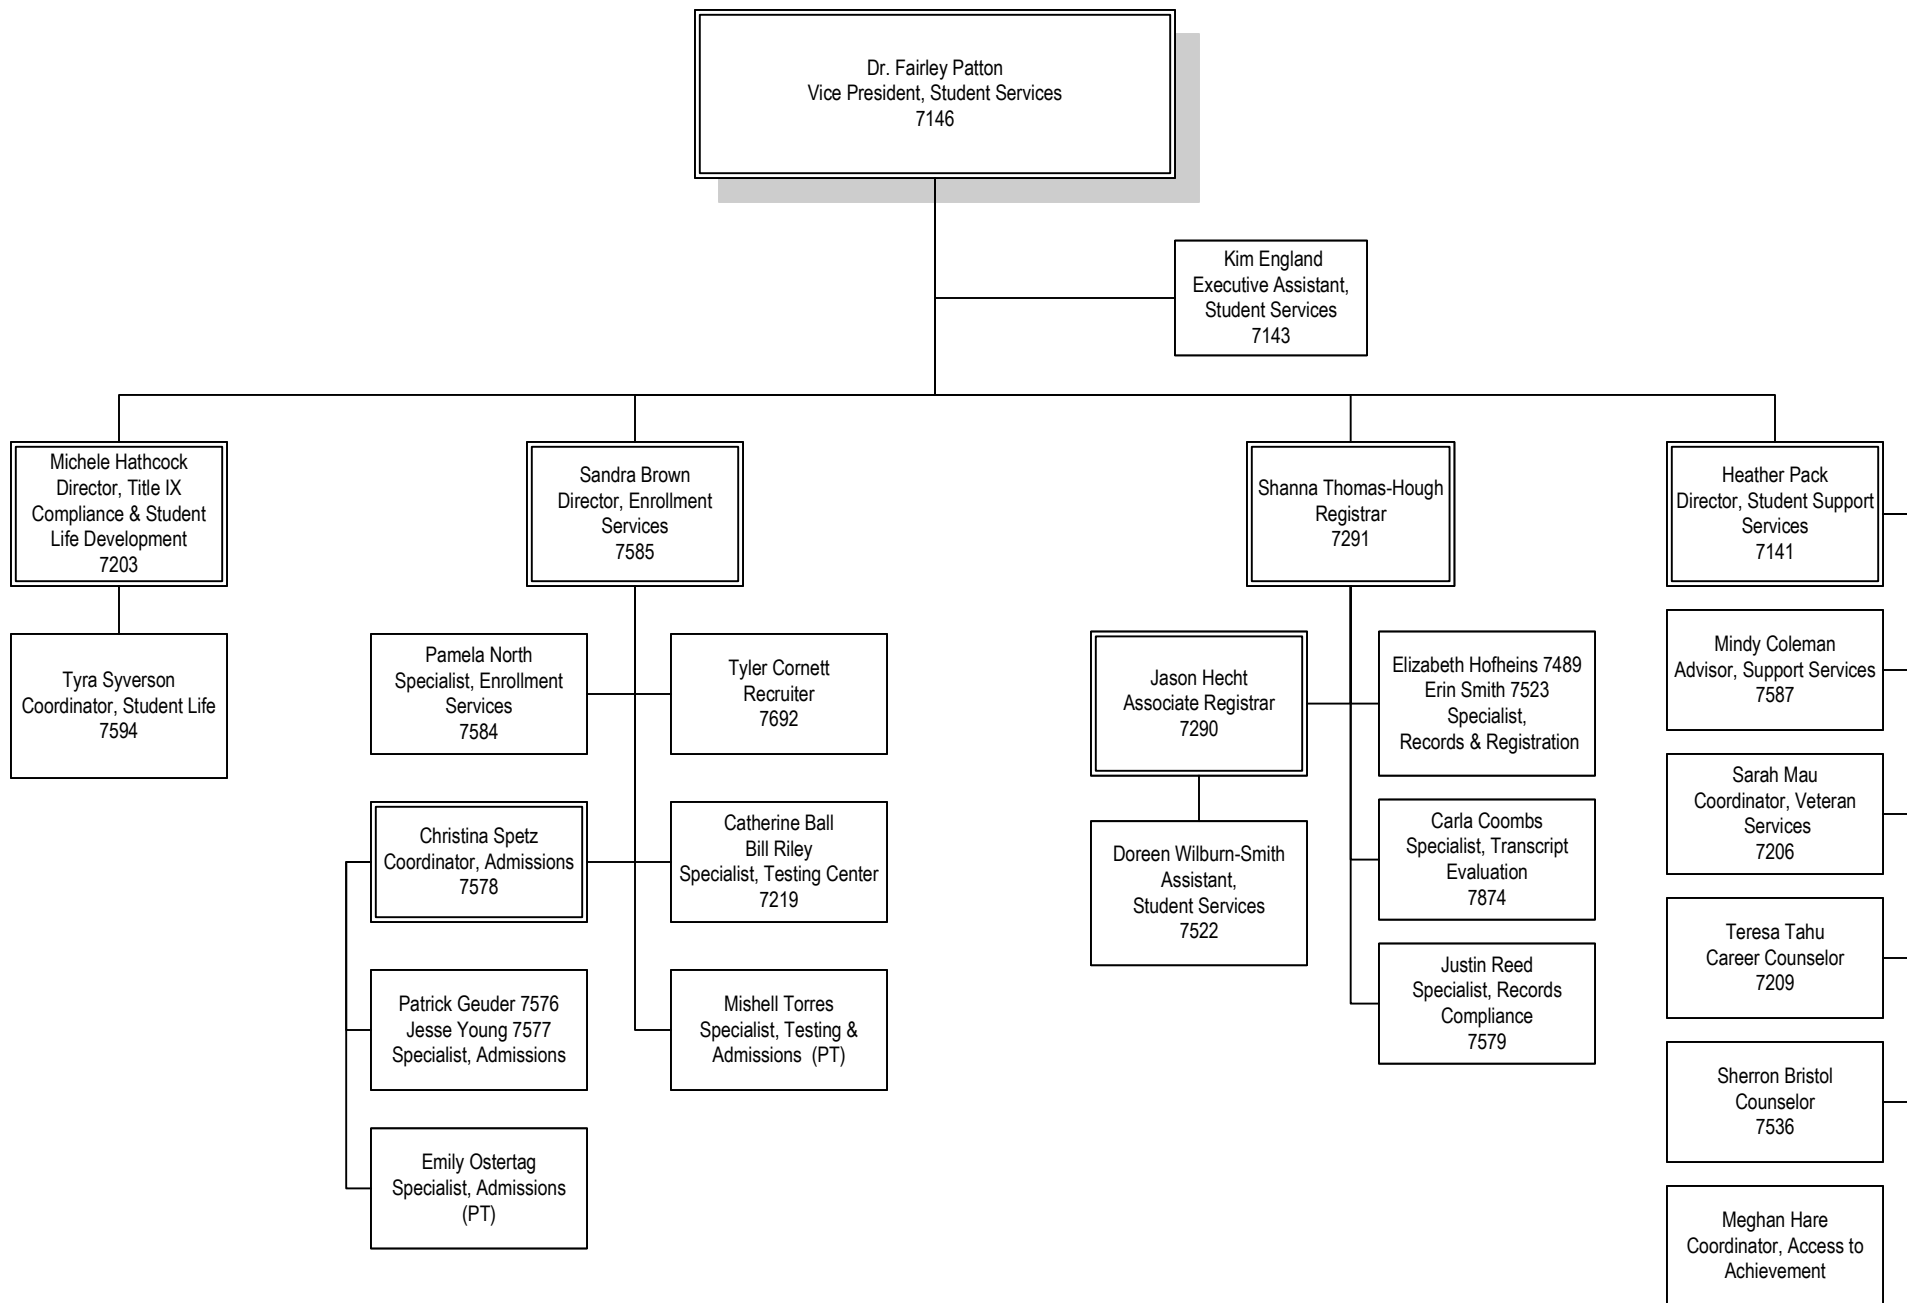 Dr. Fairley Patton
Vice President, Student Services
7146
Kim England
Executive Assistant,
Student Services
7143
Michele Hathcock
Director, Title IX
Compliance & Student
Life Development
7203
Sandra Brown
Director, Enrollment
Services
7585
Shanna Thomas-Hough
Registrar
7291
Heather Pack
Director, Student Support
Services
7141
Tyra Syverson
Coordinator, Student Life
7594
Pamela North
Specialist, Enrollment
Services
7584
Tyler Cornett
Recruiter
7692
Christina Spetz
Coordinator, Admissions
7578
Catherine Ball
Bill Riley
Specialist, Testing Center
7219
Patrick Geuder 7576
Jesse Young 7577
Specialist, Admissions
Mishell Torres
Specialist, Testing &
Admissions (PT)
Emily Ostertag
Specialist, Admissions
(PT)
Jason Hecht
Associate Registrar
7290
Elizabeth Hofheins 7489
Erin Smith 7523
Specialist,
Records & Registration
Doreen Wilburn-Smith
Assistant,
Student Services
7522
Carla Coombs
Specialist, Transcript
Evaluation
7874
Justin Reed
Specialist, Records
Compliance
7579
Mindy Coleman
Advisor, Support Services
7587
Sarah Mau
Coordinator, Veteran
Services
7206
Teresa Tahu
Career Counselor
7209
Sherron Bristol
Counselor
7536
Meghan Hare
Coordinator, Access to
Achievement